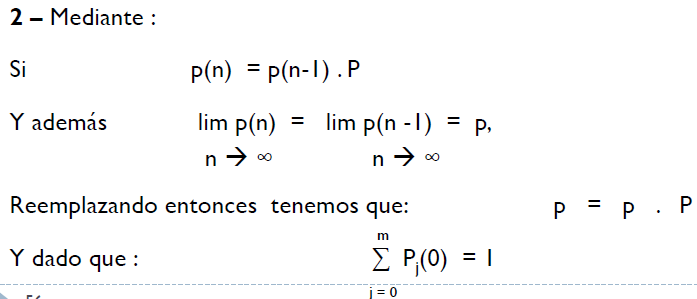 2 – Mediante :
Si p(n) = p(n-1) . P
Y además lim p(n) = lim p(n -1) = p,
n → ∞ n → ∞
Reemplazando entonces tenemos que: p = p . P
m
Y dado que : ∑ Pj(0) = 1
j = 0